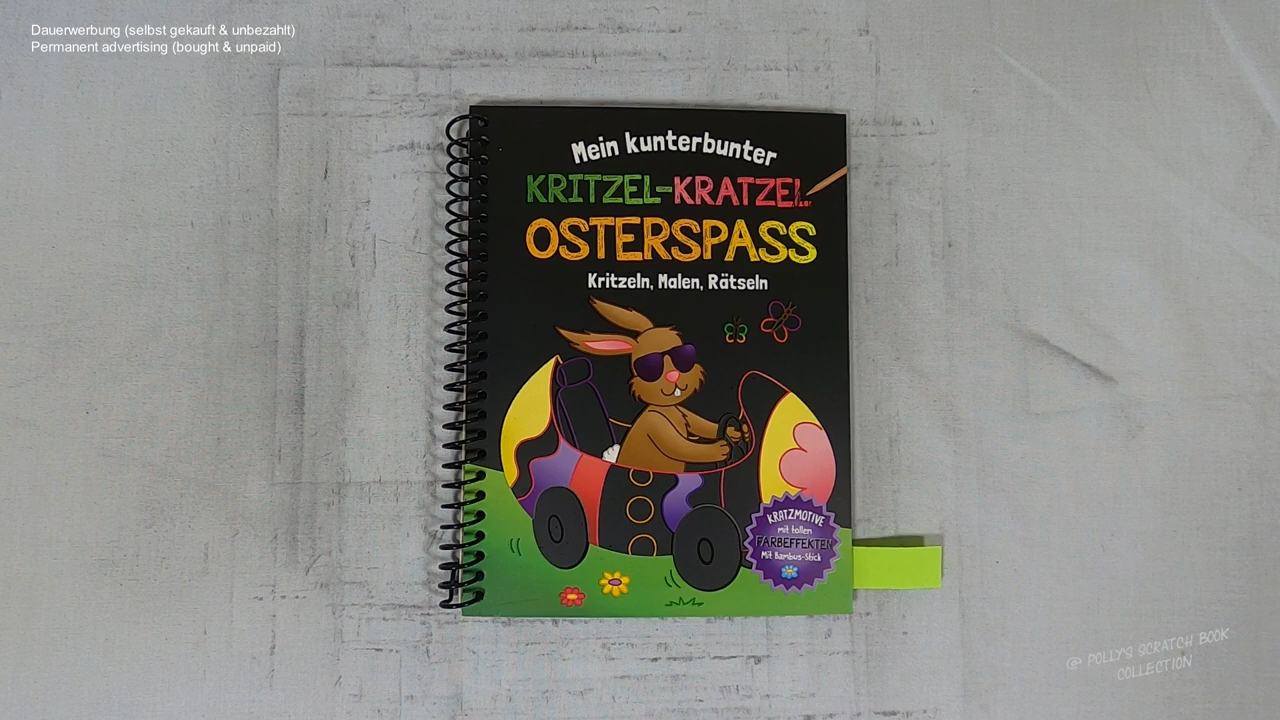 Dauerwerbung (selbst gekauft & unbezahlt)
Permanent advertising (bought & unpaid)
Mein kunterbunter
KRITZEL-KRATZEL
OSTERSPASS
Kritzeln, Malen, Rätseln
KRATZMOTIVE
mit tollen
FARBEFFEKTEN
Mit Bambus-Stick
@ POLLY'S SCRATCH BOOK
COLLECTION